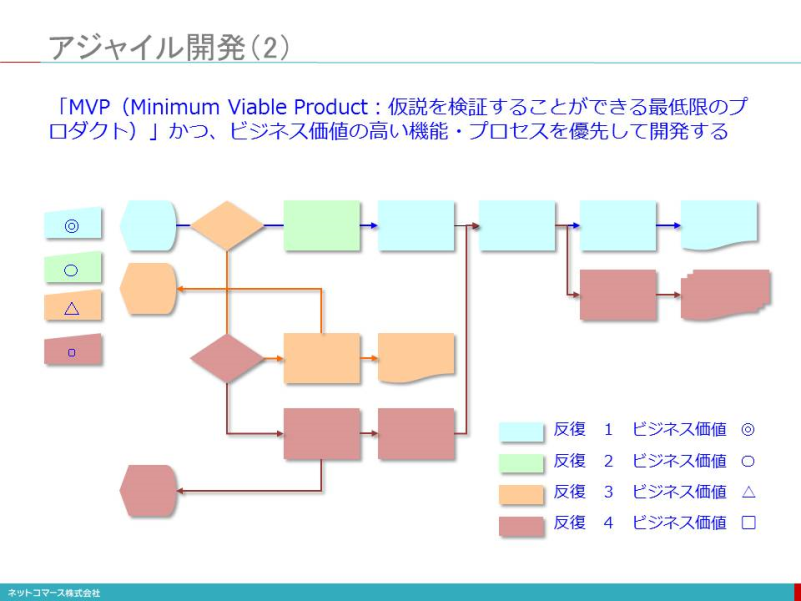 アジャイル開発（2）
「MVP（Minimum Viable Product：仮説を検証することができる最低限のプ
ロダクト）」かつ、ビジネス価値の高い機能・プロセスを優先して開発する
◎
○
△
□
反復 1 ビジネス価値 ◎
反復 2 ビジネス価値 ○
反復 3 ビジネス価値 △
反復 4 ビジネス価値 □
ネットコマース株式会社